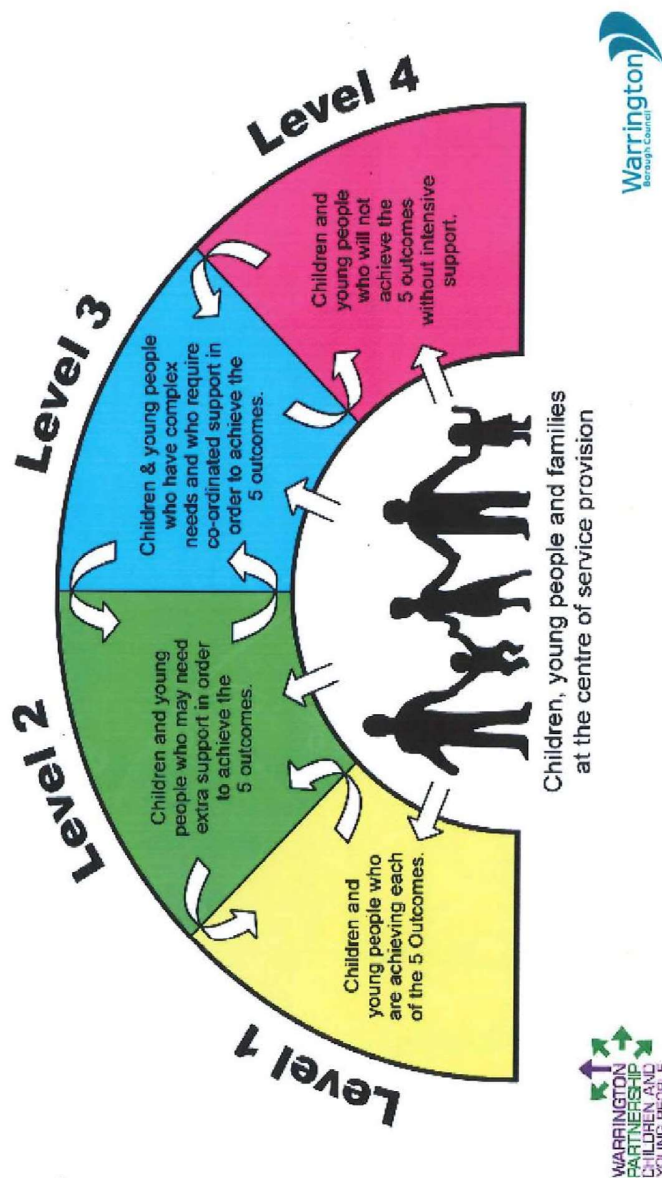 Level 1
Level 2
Level 3
Level 4
Children and
young people who
are achieving each
of the 5 Outcomes.
Children and young
people who may need
extra support in order
to achieve the
5 outcomes.
Children & young people
who have complex
needs and who require
co-ordinated support in
order to achieve the
5 outcomes.
Children and
young people
who will not
achieve the
5 outcomes
without intensive
support.
Children, young people and families
at the centre of service provision
WARRINGTON
PARTNERSHIP
CHILDREN AND
YOUNG PEOPLE
Warrington
Borough Council